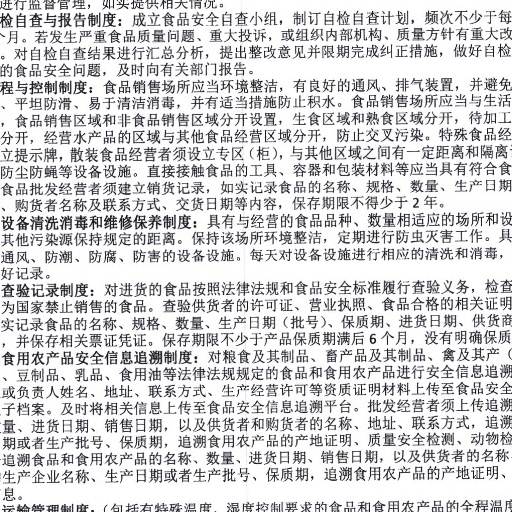 进行监督管理，如实提供相关情况。
检自查与报告制度：成立食品安全自查小组，制订自检自查计划，频次不少于每
个月。若发生严重食品质量问题、重大投诉，或组织内部机构、质量方针有重大改
。对自检自查结果进行汇总分析，提出整改意见并限期完成纠正措施，做好自检
的食品安全问题，及时向有关部门报告。
程与控制制度：食品销售场所应当环境整洁，有良好的通风、排气装置，并避免
、平坦防滑、易于清洁消毒，并有适当措施防止积水。食品销售场所应当与生活
，食品销售区域和非食品销售区域分开设置，生食区域和熟食区域分开，待加工
分开，经营水产品的区域与其他食品经营区域分开，防止交叉污染。特殊食品经
立提示牌，散装食品经营者须设立专区（柜），与其他区域之间有一定距离和隔离设
防尘防蝇等设备设施。直接接触食品的工具、容器和包装材料等应当具有符合食
食品批发经营者须建立销货记录，如实记录食品的名称、规格、数量、生产日期
、购货者名称及联系方式、交货日期等内容，保存期限不得少于 2 年。
设备清洗消毒和维修保养制度：具有与经营的食品品种、数量相适应的场所和设
其他污染源保持规定的距离。保持该场所环境整洁，定期进行防虫灭害工作。具
通风、防潮、防腐、防害的设备设施。每天对设备设施进行相应的清洗和消毒，
好记录。
查验记录制度：对进货的食品按照法律法规和食品安全标准履行查验义务，检查
为国家禁止销售的食品。查验供货者的许可证、营业执照、食品合格的相关证明
实记录食品的名称、规格、数量、生产日期（批号）、保质期、进货日期、供货商
，并保存相关票证凭证。保存期限不少于产品保质期满后 6 个月，没有明确保质
食用农产品安全信息追溯制度：对粮食及其制品、畜产品及其制品、禽及其产（
、豆制品、乳品、食用油等法律法规规定的食品和食用农产品进行安全信息追溯
或负责人姓名、地址、联系方式、生产经营许可等资质证明材料上传至食品安全
子档案。及时将相关信息上传至食品安全信息追溯平台。批发经营者须上传追溯
量、进货日期、销售日期，以及供货者和购货者的名称、地址、联系方式，追溯
期或者生产批号、保质期，追溯食用农产品的产地证明、质量安全检测、动物检
追溯食品和食用农产品的名称、数量、进货日期、销售日期，以及供货者的名称
生产企业名称、生产日期或者生产批号、保质期，追溯食用农产品的产地证明、
息。
运输管理制度：（包括有特殊温度、湿度控制要求的食品和食用农产品的全程温度